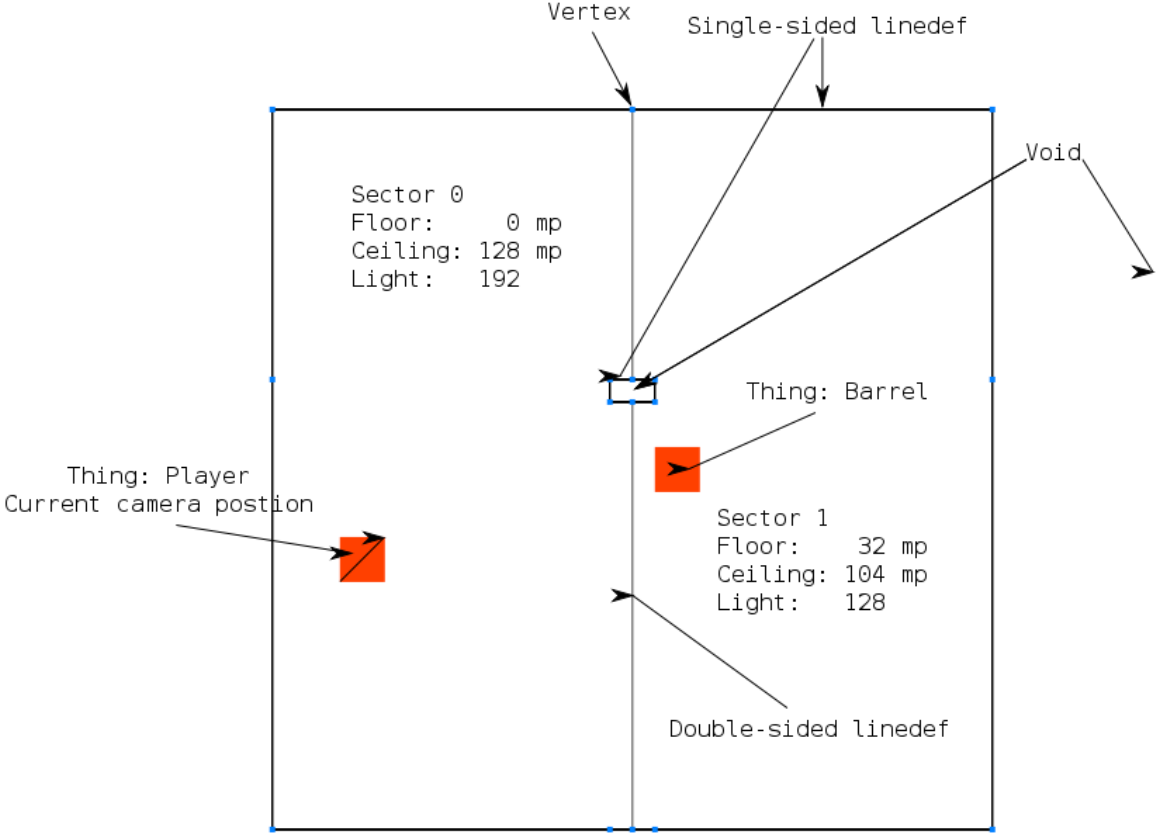 Vertex
Single-sided linedef
Void
Sector 0
Floor:     0 mp
Ceiling: 128 mp
Light:   192
Thing: Barrel
Thing: Player
Current camera postion
Sector 1
Floor:    32 mp
Ceiling: 104 mp
Light:   128
Double-sided linedef